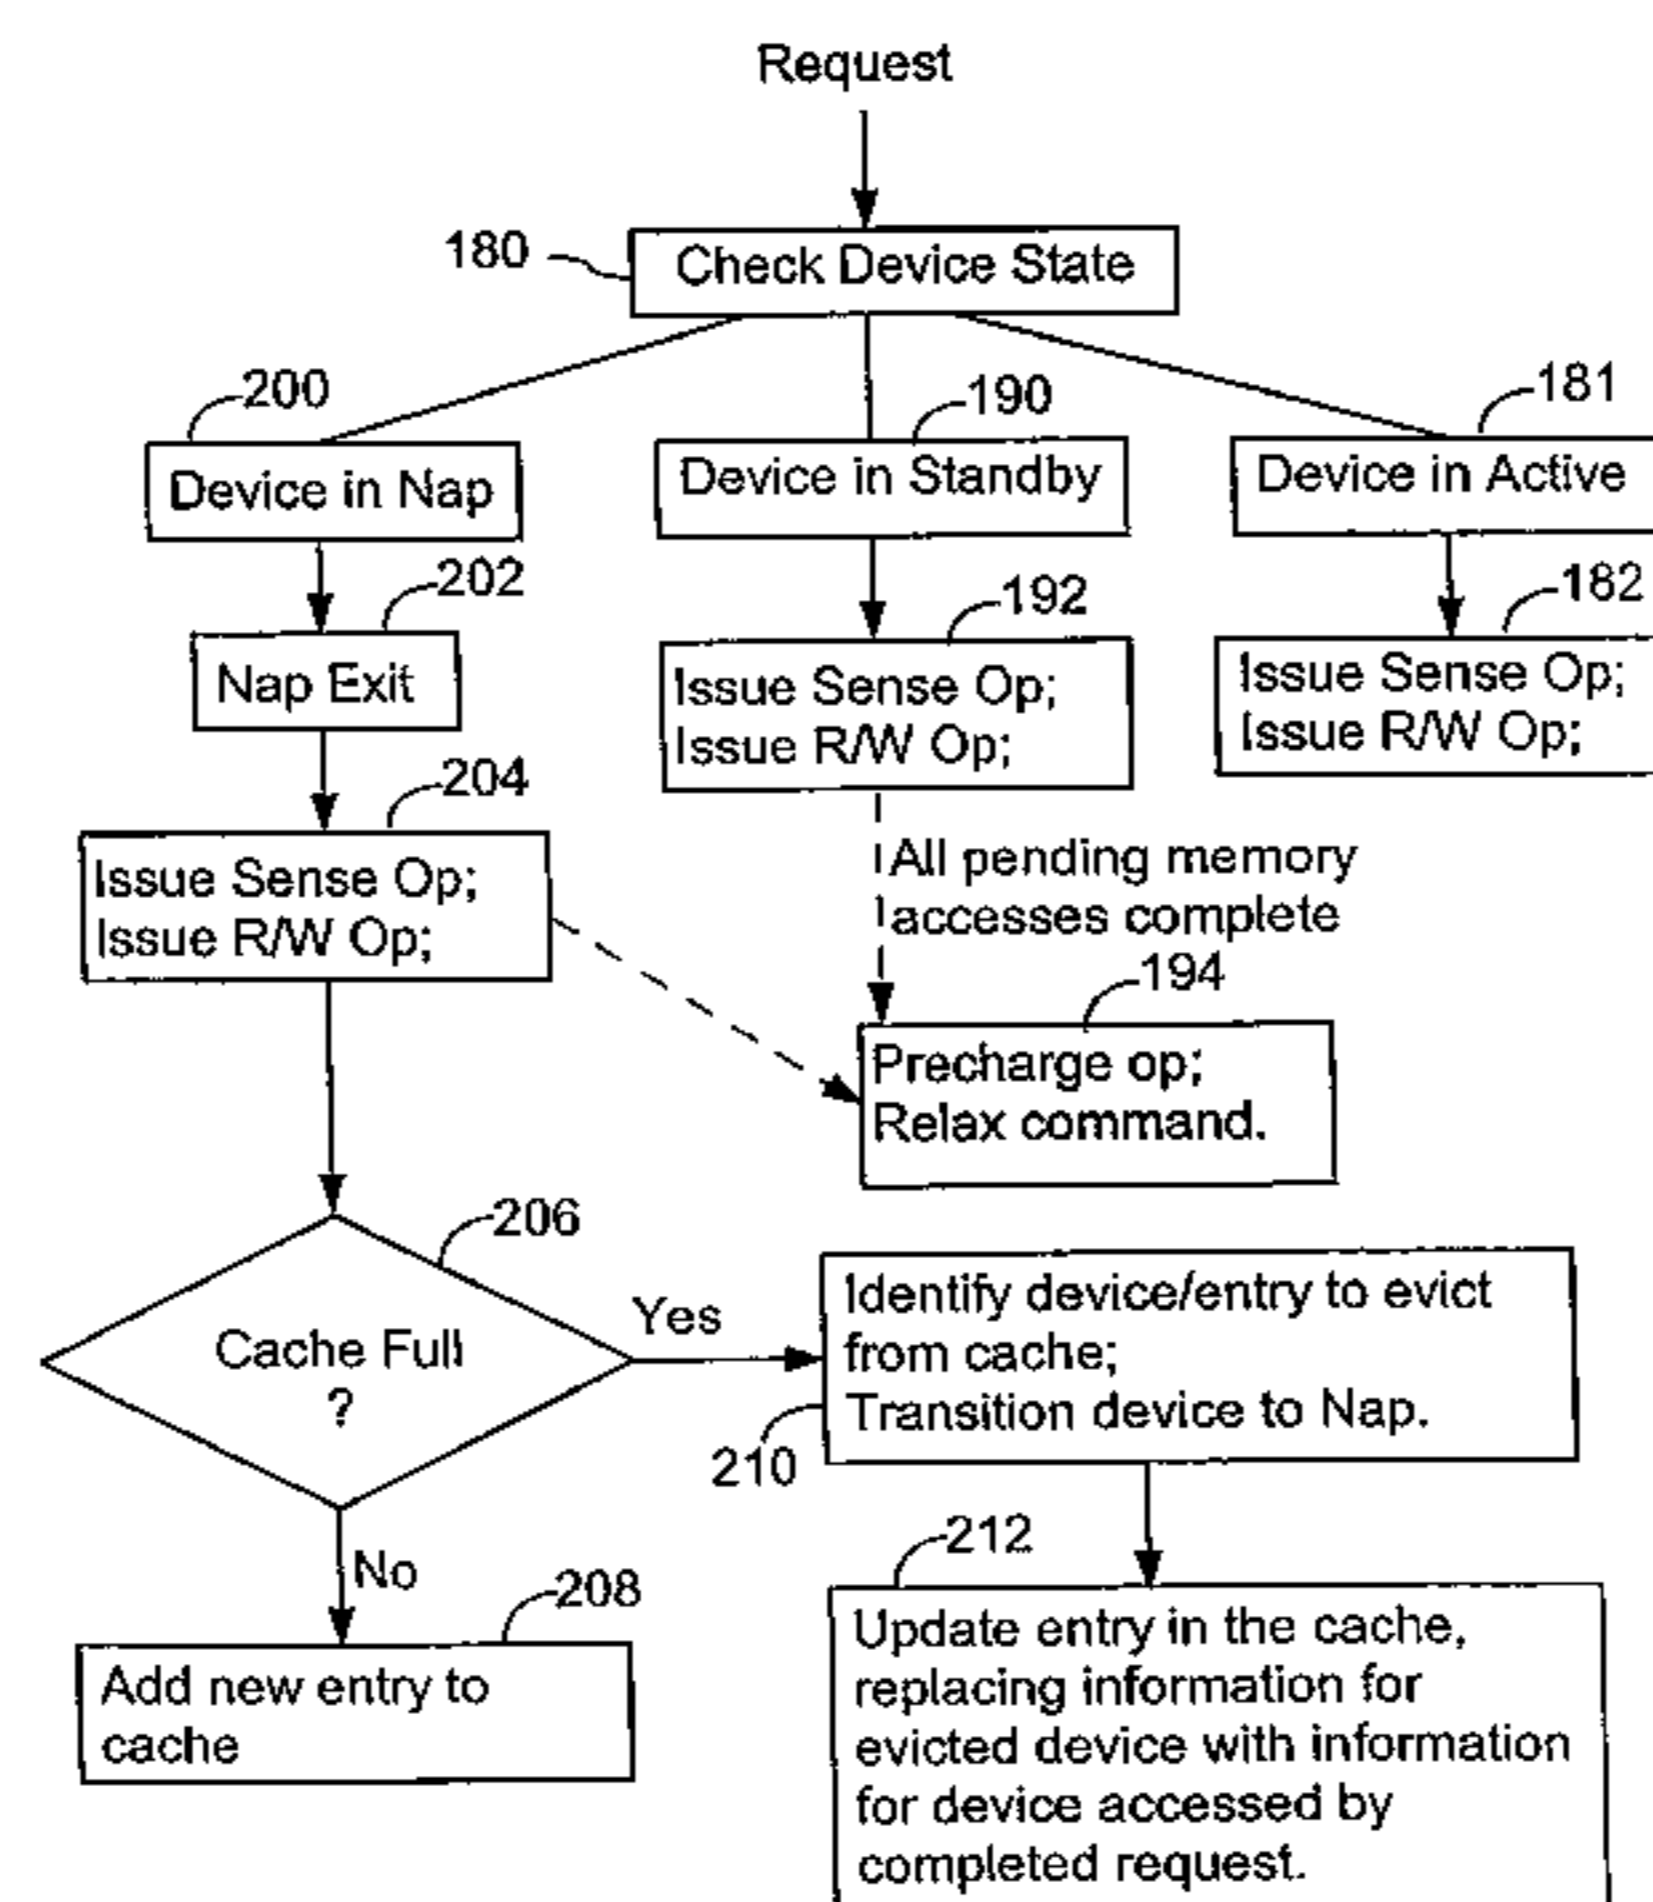 Request
180
Check Device State
200
190
181
Device in Nap
Device in Standby
Device in Active
202
192
182
Nap Exit
Issue Sense Op;
Issue R/W Op;
Issue Sense Op;
Issue R/W Op;
204
Issue Sense Op;
Issue R/W Op;
All pending memory
accesses complete
194
Precharge op;
Relax command.
206
Cache Full
?
Yes
Identify device/entry to evict
from cache;
Transition device to Nap.
210
No
212
208
Add new entry to
cache
Update entry in the cache,
replacing information for
evicted device with information
for device accessed by
completed request.